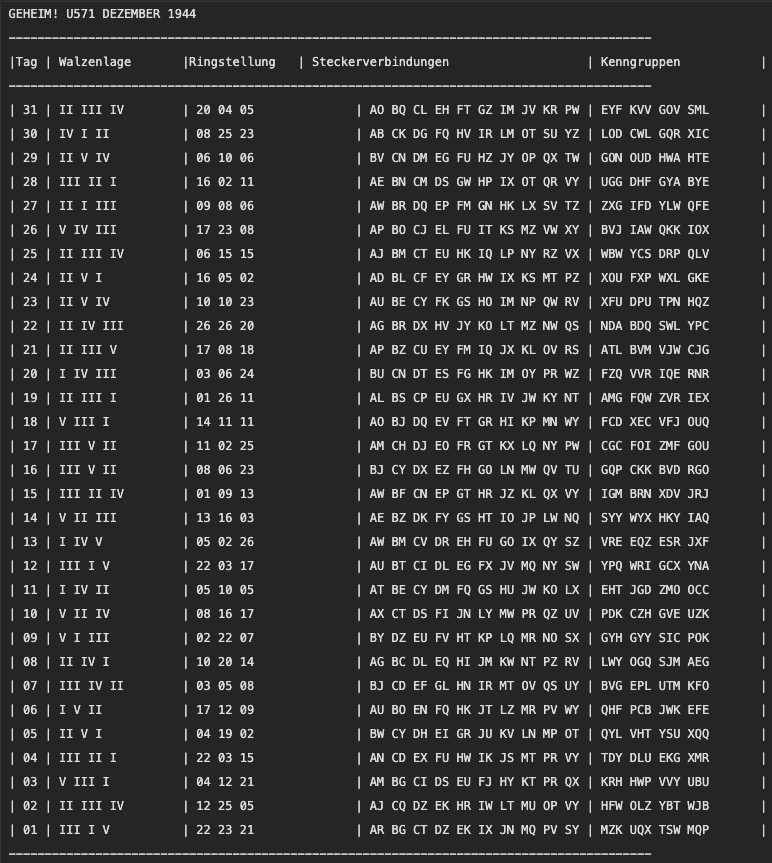 GEHEIM! U571 DEZEMBER 1944
|Tag | Walzenlage |Ringstellung | Steckerverbindungen | Kenngruppen |
| 31 | II III IV | 20 04 05 | AO BQ CL EH FT GZ IM JV KR PW | EYF KVV GOV SML |
| 30 | IV I II | 08 25 23 | AB CK DG FQ HV IR LM OT SU YZ | LOD CWL GQR XIC |
| 29 | II V IV | 06 10 06 | BV CN DM EG FU HZ JY OP QX TW | GON OUD HWA HTE |
| 28 | III II I | 16 02 11 | AE BN CM DS GW HP IX OT QR VY | UGG DHF GYA BYE |
| 27 | II I III | 09 08 06 | AW BR DQ EP FM GN HK LX SV TZ | ZXG IFD YLW QFE |
| 26 | V IV III | 17 23 08 | AP BO CJ EL FU IT KS MZ VW XY | BVJ IAW QKK IOX |
| 25 | II III IV | 06 15 15 | AJ BM CT EU HK IQ LP NY RZ VX | WBW YCS DRP QLV |
| 24 | II V I | 16 05 02 | AD BL CF EY GR HW IX KS MT PZ | XOU FXP WXL GKE |
| 23 | II V IV | 10 10 23 | AU BE CY FK GS HO IM NP QW RV | XFU DPU TPN HQZ |
| 22 | II IV III | 26 26 20 | AG BR DX HV JY KO LT MZ NW QS | NDA BDQ SWL YPC |
| 21 | II III V | 17 08 18 | AP BZ CU EY FM IQ JX KL OV RS | ATL BVM VJW CJG |
| 20 | I IV III | 03 06 24 | BU CN DT ES FG HK IM OY PR WZ | FZQ VVR IQE RNR |
| 19 | II III I | 01 26 11 | AL BS CP EU GX HR IV JW KY NT | AMG FQW ZVR IEX |
| 18 | V III I | 14 11 11 | AO BJ DQ EV FT GR HI KP MN WY | FCD XEC VFJ OUQ |
| 17 | III V II | 11 02 25 | AM CH DJ EO FR GT KX LQ NY PW | CGC FOI ZMF GOU |
| 16 | III V II | 08 06 23 | BJ CY DX EZ FH GO LN MW QV TU | GQP CKK BVD RGO |
| 15 | III II IV | 01 09 13 | AW BF CN EP GT HR JZ KL QX VY | IGM BRN XDV JRJ |
| 14 | V II III | 13 16 03 | AE BZ DK FY GS HT IO JP LW NQ | SYY WYX HKY IAQ |
| 13 | I IV V | 05 02 26 | AW BM CV DR EH FU GO IX QY SZ | VRE EQZ ESR JXF |
| 12 | III I V | 22 03 17 | AU BT CI DL EG FX JV MQ NY SW | YPQ WRI GCX YNA |
| 11 | I IV II | 05 10 05 | AT BE CY DM FQ GS HU JW KO LX | EHT JGD ZMO OCC |
| 10 | V II IV | 08 16 17 | AX CT DS FI JN LY MW PR QZ UV | PDK CZH GVE UZK |
| 09 | V I III | 02 22 07 | BY DZ EU FV HT KP LQ MR NO SX | GYH GYY SIC POK |
| 08 | II IV I | 10 20 14 | AG BC DL EQ HI JM KW NT PZ RV | LWY OGQ SJM AEG |
| 07 | III IV II | 03 05 08 | BJ CD EF GL HN IR MT OV QS UY | BVG EPL UTM KFO |
| 06 | I V II | 17 12 09 | AU BO EN FQ HK JT LZ MR PV WY | QHF PCB JWK EFE |
| 05 | II V I | 04 19 02 | BW CY DH EI GR JU KV LN MP OT | QYL VHT YSU XQQ |
| 04 | III II I | 22 03 15 | AN CD EX FU HW IK JS MT PR VY | TDY DLU EKG XMR |
| 03 | V III I | 04 12 21 | AM BG CI DS EU FJ HY KT PR QX | KRH HWP VVY UBU |
| 02 | II III IV | 12 25 05 | AJ CQ DZ EK HR IW LT MU OP VY | HFW OLZ YBT WJB |
| 01 | III I V | 22 23 21 | AR BG CT DZ EK IX JN MQ PV SY | MZK UQX TSW MQP |